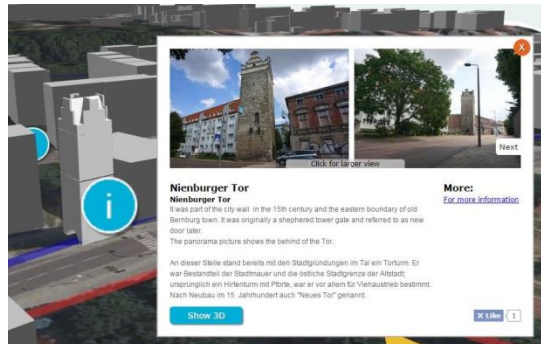 X
Next
Click for larger view
Nienburger Tor
Nienburger Tor
It was part of the city wall in the 15th century and the eastern boundary of old
Bernburg town. It was originally a shephered tower gate and referred to as new
door later.
The panorama picture shows the behind of the Tor.
An dieser Stelle stand bereits mit den Stadtgründungen im Tal ein Torturm. Er
war Bestandteil der Stadtmauer und die östliche Stadtgrenze der Altstadt;
ursprünglich ein Hirtenturm mit Pforte, war er vor allem für Viehaustrieb bestimmt.
Nach Neubau im 15. Jahrhundert auch "Neues Tor" genannt.
More:
For more information
i
Show 3D
X Like
1